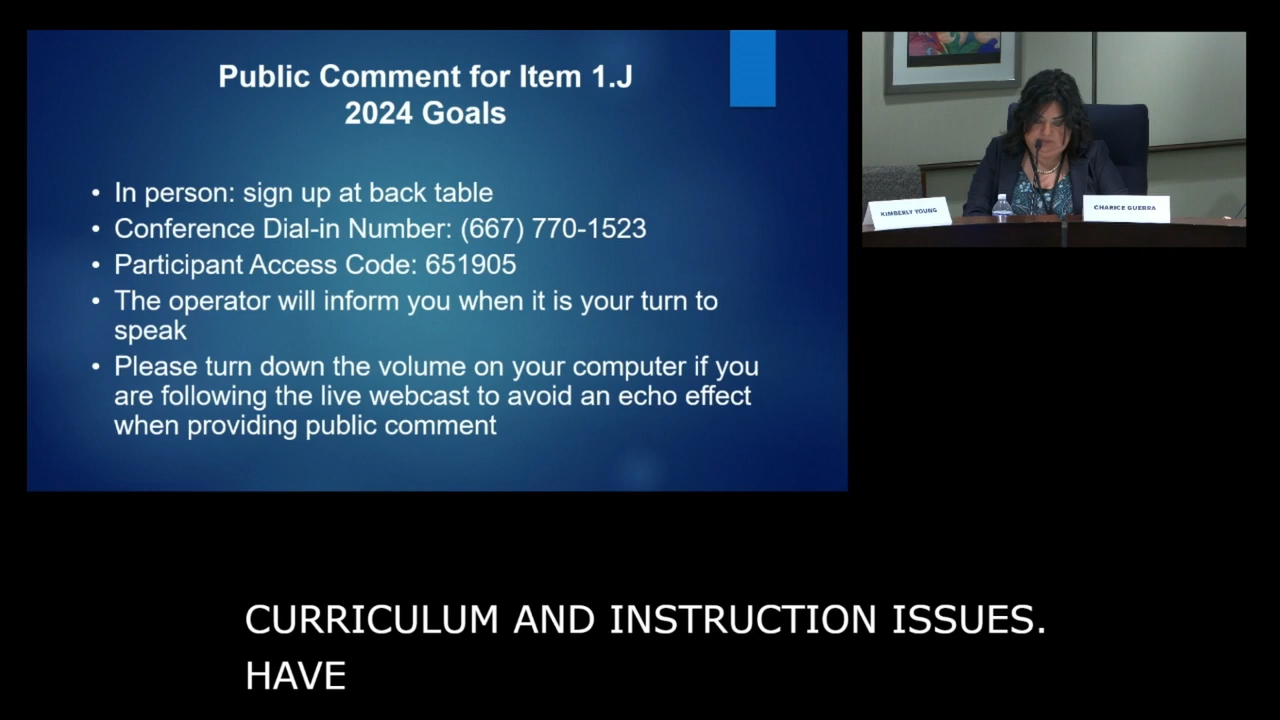 Public Comment for Item 1.J
2024 Goals
• In person: sign up at back table
• Conference Dial-in Number: (667) 770-1523
• Participant Access Code: 651905
• The operator will inform you when it is your turn to
speak
• Please turn down the volume on your computer if you
are following the live webcast to avoid an echo effect
when providing public comment
KIMBERLY YOUNG
CHARICE GUERRA
CURRICULUM AND INSTRUCTION ISSUES.
HAVE